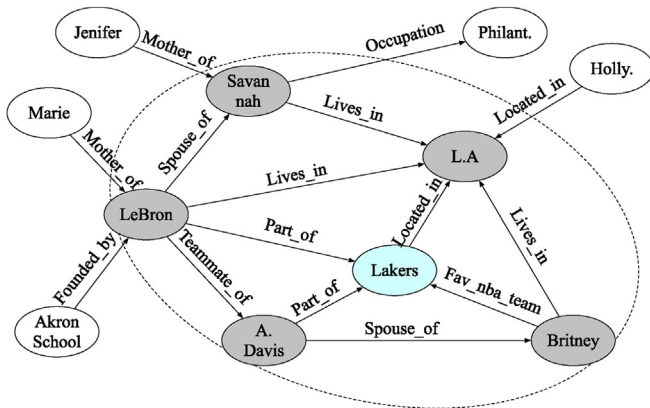 Jenifer
Mother_of
Occupation
Philant.
Savan
nah
Holly.
Located_in
Marie
Mother_of
Spouse_of
Lives_in
L.A
Lives_in
LeBron
Part_of
Located_in
Lives_in
Founded_by
Teammate_of
Lakers
Fav_nba_team
Part_of
Akron
School
A.
Davis
Spouse_of
Britney